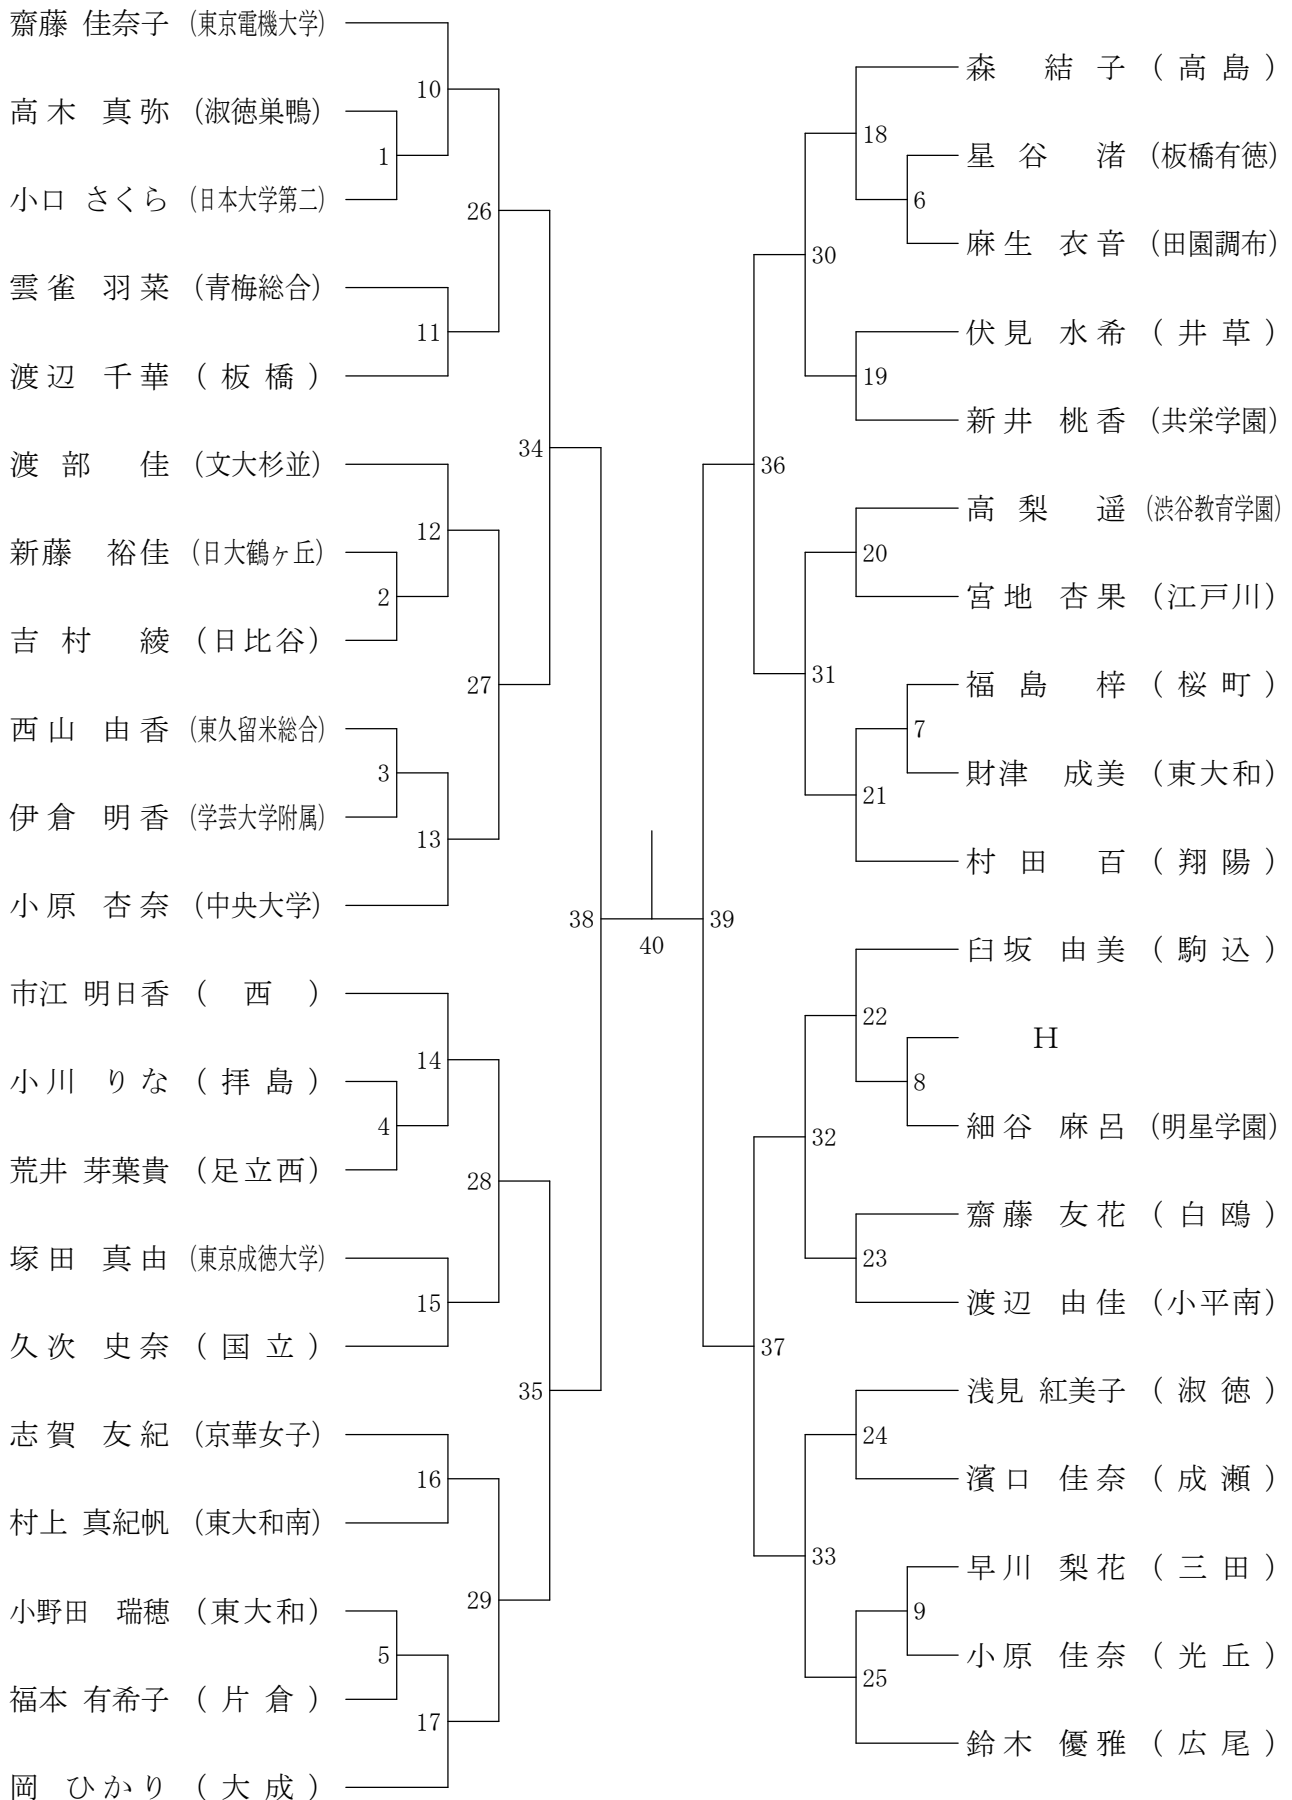 齋藤 佳奈子 (東京電機大学)
10
高木 真弥 (淑徳巣鴨)
1
小口 さくら (日本大学第二)
26
雲雀 羽菜 (青梅総合)
11
渡辺 千華 (板橋)
34
渡部 佳 (文大杉並)
12
新藤 裕佳 (日大鶴ヶ丘)
2
吉村 綾 (日比谷)
27
西山 由香 (東久留米総合)
3
伊倉 明香 (学芸大学附属)
13
小原 杏奈 (中央大学)
38
市江 明日香 (西)
14
小川 りな (拝島)
4
荒井 芽葉貴 (足立西)
28
塚田 真由 (東京成徳大学)
15
久次 史奈 (国立)
35
志賀 友紀 (京華女子)
16
村上 真紀帆 (東大和南)
29
小野田 瑞穂 (東大和)
5
福本 有希子 (片倉)
17
岡 ひかり (大成)
40
森 結子 (高島)
18
星谷 渚 (板橋有徳)
6
麻生 衣音 (田園調布)
30
伏見 水希 (井草)
19
新井 桃香 (共栄学園)
36
高梨 遥 (渋谷教育学園)
20
宮地 杏果 (江戸川)
31
福島 梓 (桜町)
7
財津 成美 (東大和)
21
村田 百 (翔陽)
39
臼坂 由美 (駒込)
22
H
8
細谷 麻呂 (明星学園)
32
齋藤 友花 (白鴎)
23
渡辺 由佳 (小平南)
37
浅見 紅美子 (淑徳)
24
濱口 佳奈 (成瀬)
33
早川 梨花 (三田)
9
小原 佳奈 (光丘)
25
鈴木 優雅 (広尾)